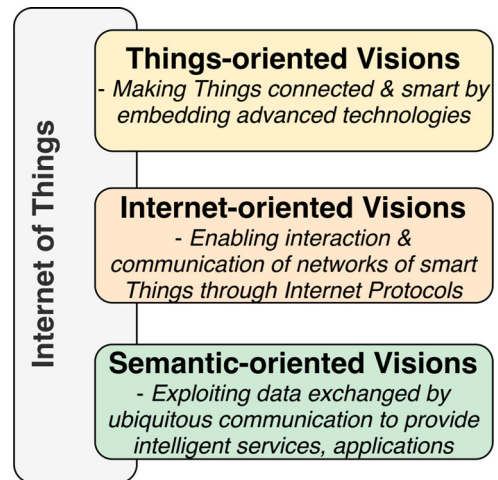 Internet of Things
Things-oriented Visions
- Making Things connected & smart by
embedding advanced technologies
Internet-oriented Visions
- Enabling interaction &
communication of networks of smart
Things through Internet Protocols
Semantic-oriented Visions
- Exploiting data exchanged by
ubiquitous communication to provide
intelligent services, applications